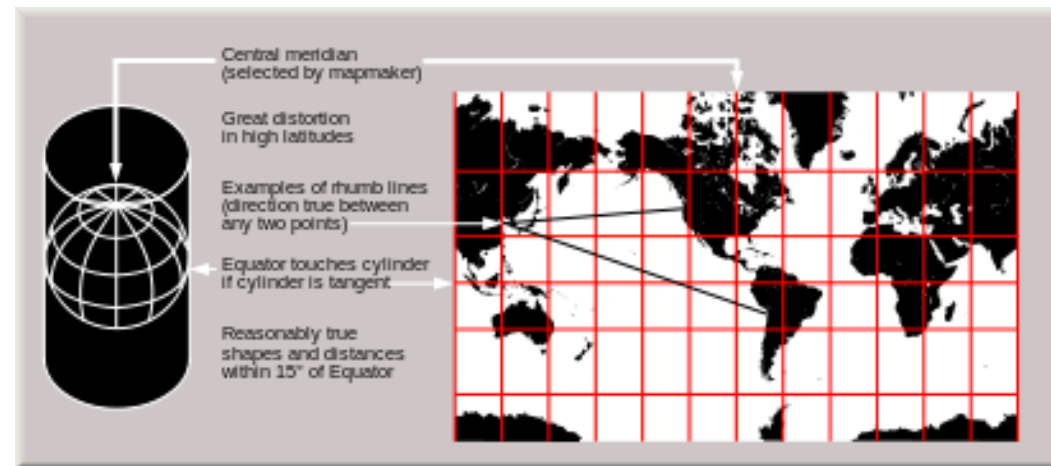 Central meridian
(selected by mapmaker)
Great distortion
in high latitudes
Examples of rhumb lines
(direction true between
any two points)
Equator touches cylinder
if cylinder is tangent
Reasonably true
shapes and distances
within 15° of Equator